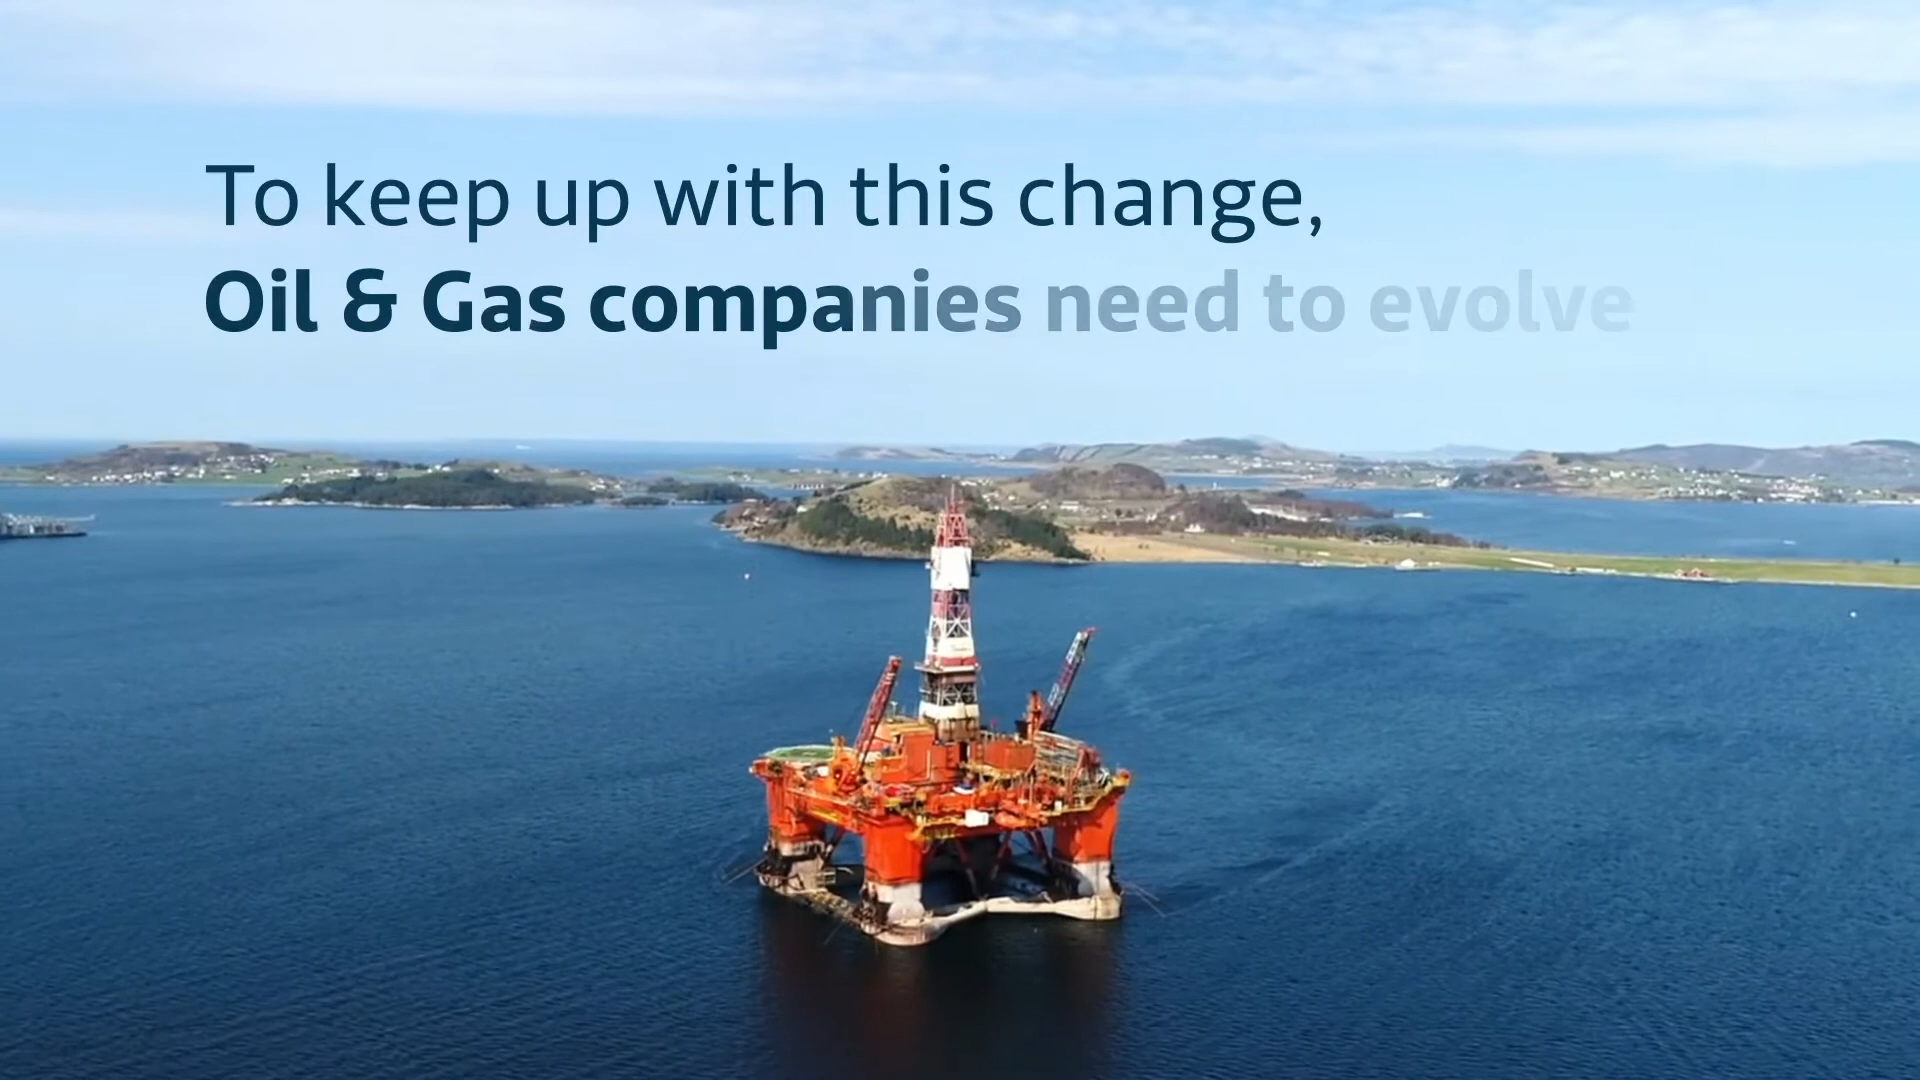 To keep up with this change,
Oil & Gas companies need to evolve